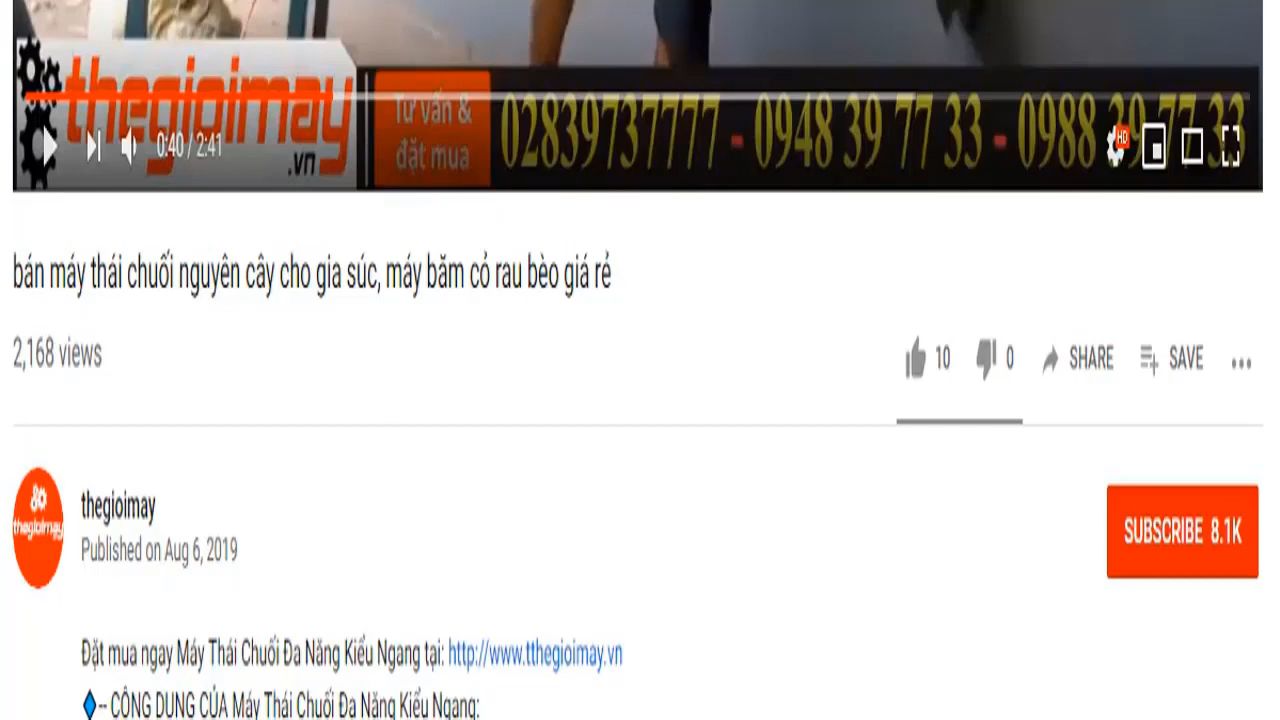 thegioimay
.vn
Tư vấn &
đặt mua
02839737777 - 0948 39 77 33 - 0988 39 77 33
0:40 / 2:41
HD
bán máy thái chuối nguyên cây cho gia súc, máy băm cỏ rau bèo giá rẻ
2,168 views
10 0 SHARE SAVE
thegioimay
thegioimay
Published on Aug 6, 2019
SUBSCRIBE 8.1K
Đặt mua ngay Máy Thái Chuối Đa Năng Kiểu Ngang tại: http://www.tthegioimay.vn
-- CÔNG DỤNG CỦA Máy Thái Chuối Đa Năng Kiểu Ngang: